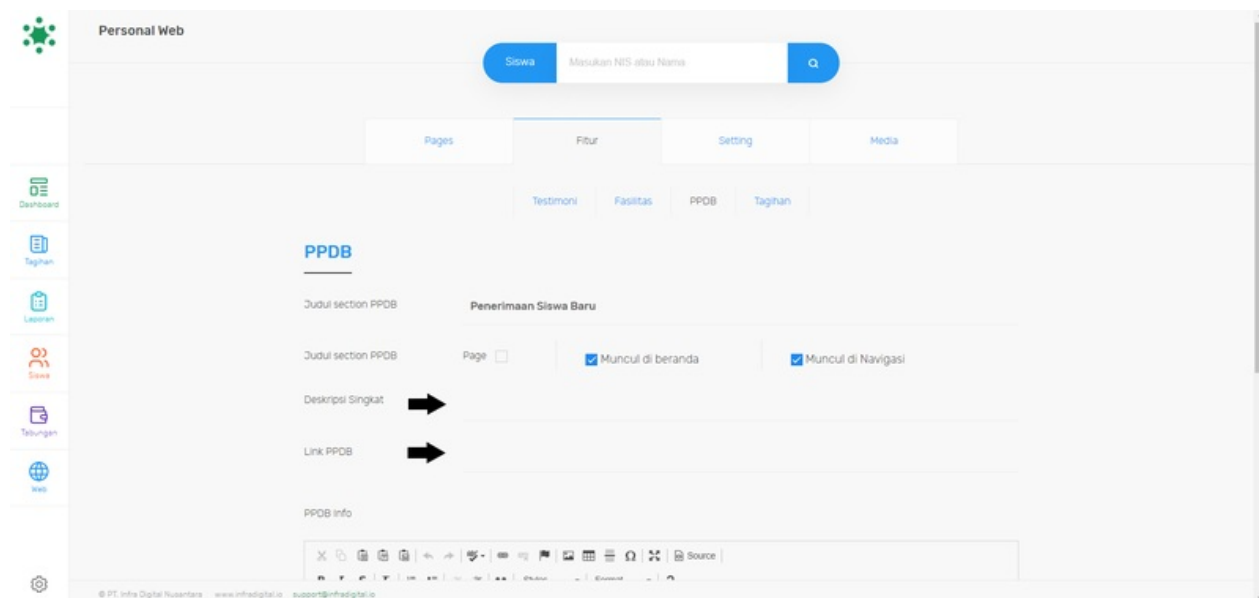 Personal Web
Siswa Masukan NIS atau Nama
Pages Fitur Setting Media
Testimoni Fasilitas PPDB Tagihan
Dashboard
Tagihan
Laporan
Siswa
Tabungan
Web
PPDB
Judul section PPDB Penerimaan Siswa Baru
Judul section PPDB Page Muncul di beranda Muncul di Navigasi
Deskripsi Singkat
Link PPDB
PPDB Info
Source
Styles Format ?
© PT. Infra Digital Nusantara www.infradigital.io support@infradigital.io